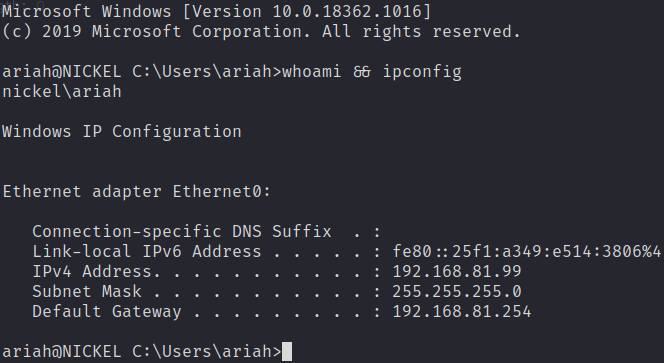 Microsoft Windows [Version 10.0.18362.1016]
(c) 2019 Microsoft Corporation. All rights reserved.
ariah@NICKEL C:\Users\ariah>whoami && ipconfig
nickel\ariah
Windows IP Configuration
Ethernet adapter Ethernet0:
   Connection-specific DNS Suffix  . :
   Link-local IPv6 Address . . . . . : fe80::25f1:a349:e514:3806%4
   IPv4 Address. . . . . . . . . . . : 192.168.81.99
   Subnet Mask . . . . . . . . . . . : 255.255.255.0
   Default Gateway . . . . . . . . . : 192.168.81.254
ariah@NICKEL C:\Users\ariah>